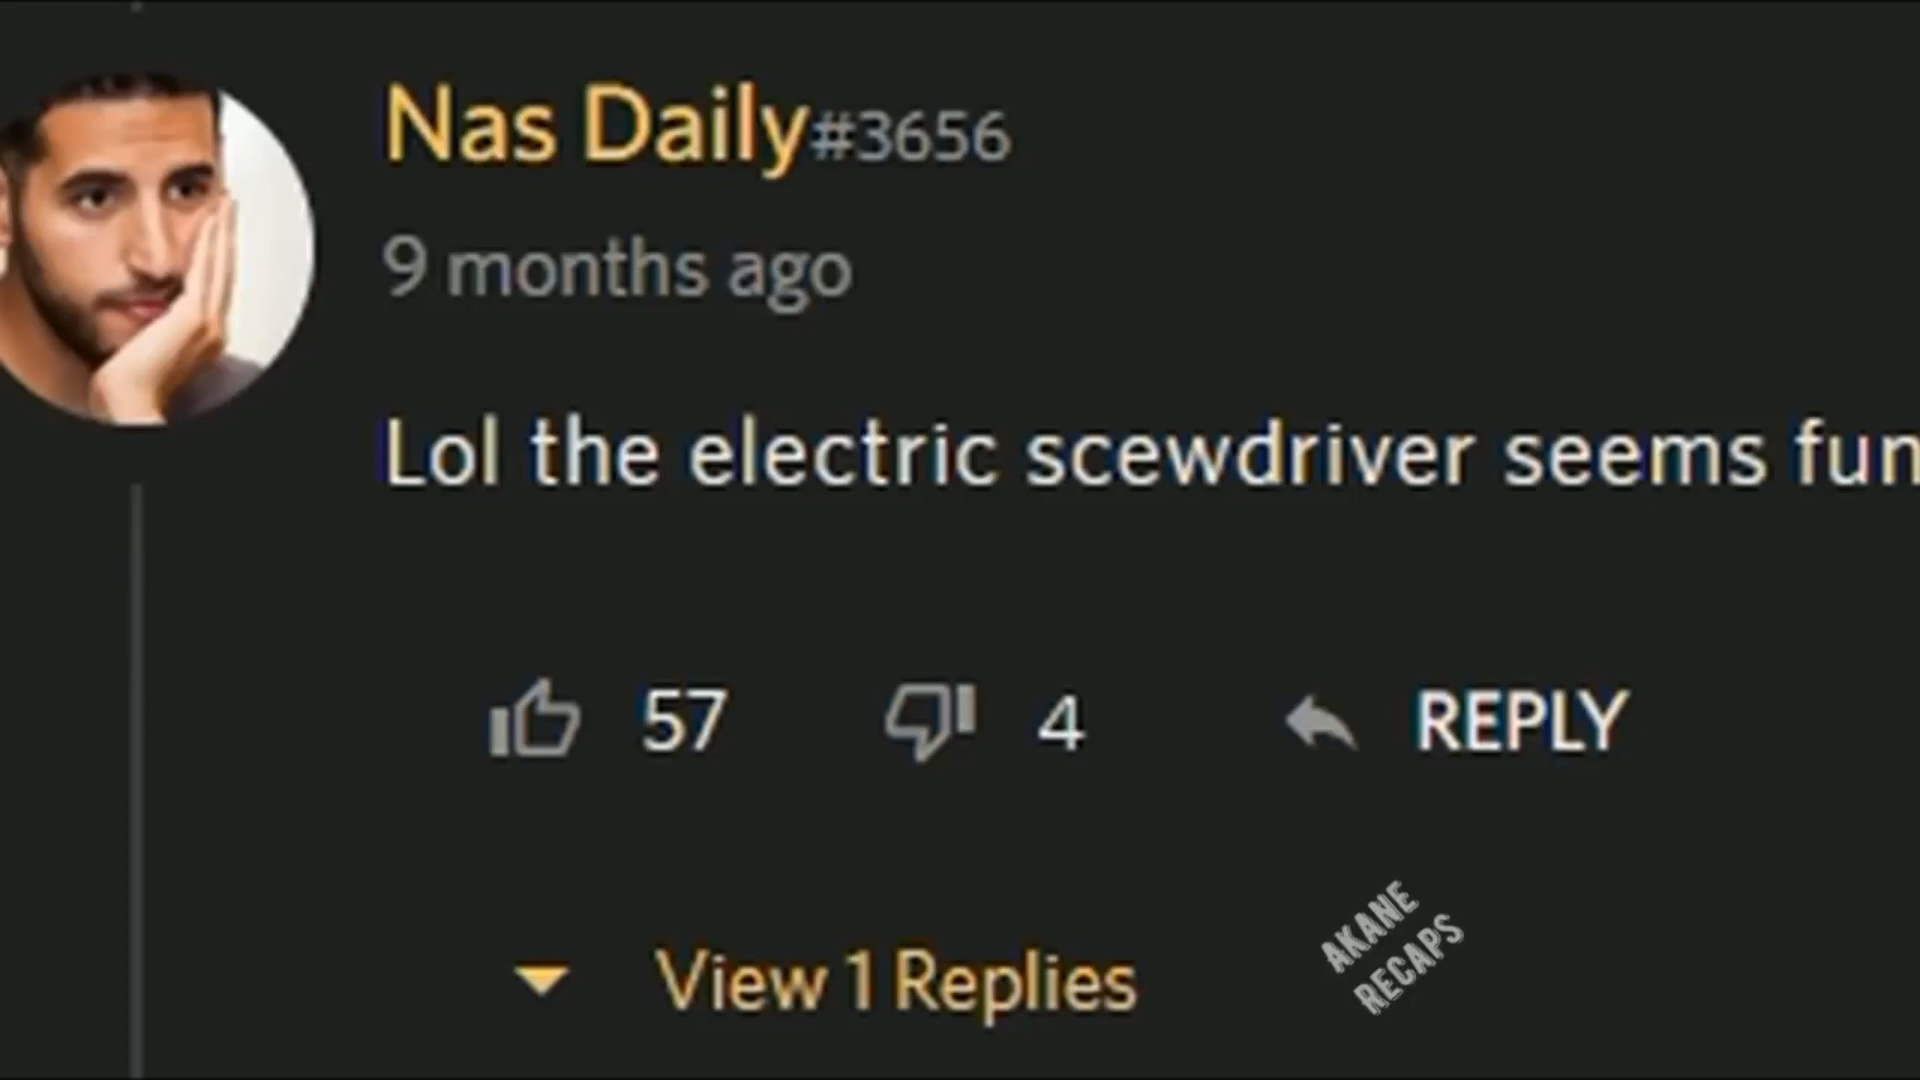 Nas Daily#3656
9 months ago
Lol the electric scewdriver seems fun
57 4 REPLY
View 1 Replies
AKANE
RECAPS